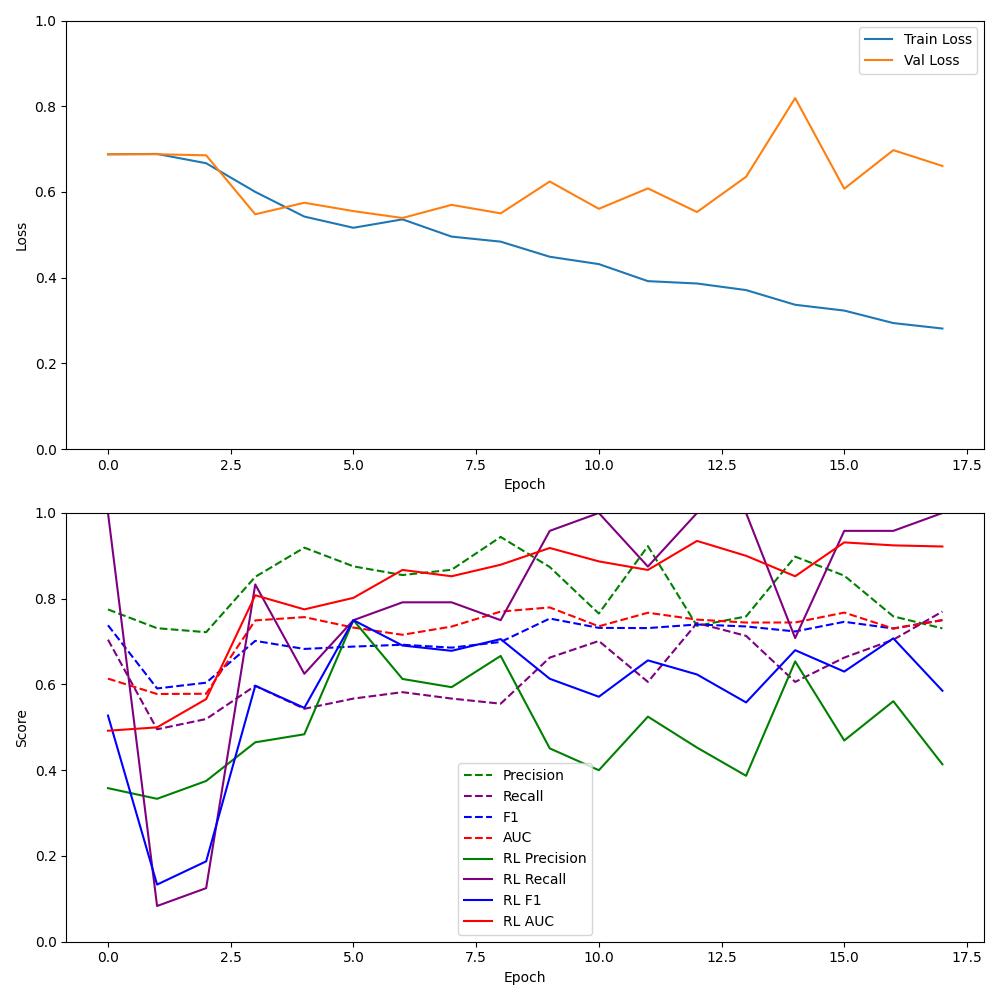 1.0
0.8
0.6
0.4
0.2
0.0
Loss
Train Loss
Val Loss
0.0 2.5 5.0 7.5 10.0 12.5 15.0 17.5
Epoch
1.0
0.8
0.6
0.4
0.2
0.0
Score
Precision
Recall
F1
AUC
RL Precision
RL Recall
RL F1
RL AUC
0.0 2.5 5.0 7.5 10.0 12.5 15.0 17.5
Epoch